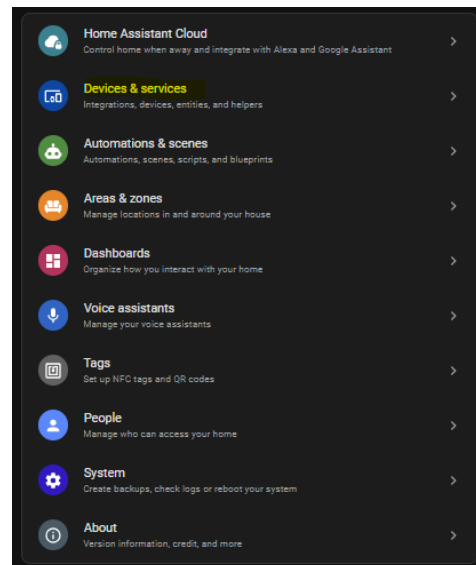 Home Assistant Cloud
Control home when away and integrate with Alexa and Google Assistant
Devices & services
Integrations, devices, entities, and helpers
Automations & scenes
Automations, scenes, scripts, and blueprints
Areas & zones
Manage locations in and around your house
Dashboards
Organize how you interact with your home
Voice assistants
Manage your voice assistants
Tags
Set up NFC tags and QR codes
People
Manage who can access your home
System
Create backups, check logs or reboot your system
About
Version information, credit, and more